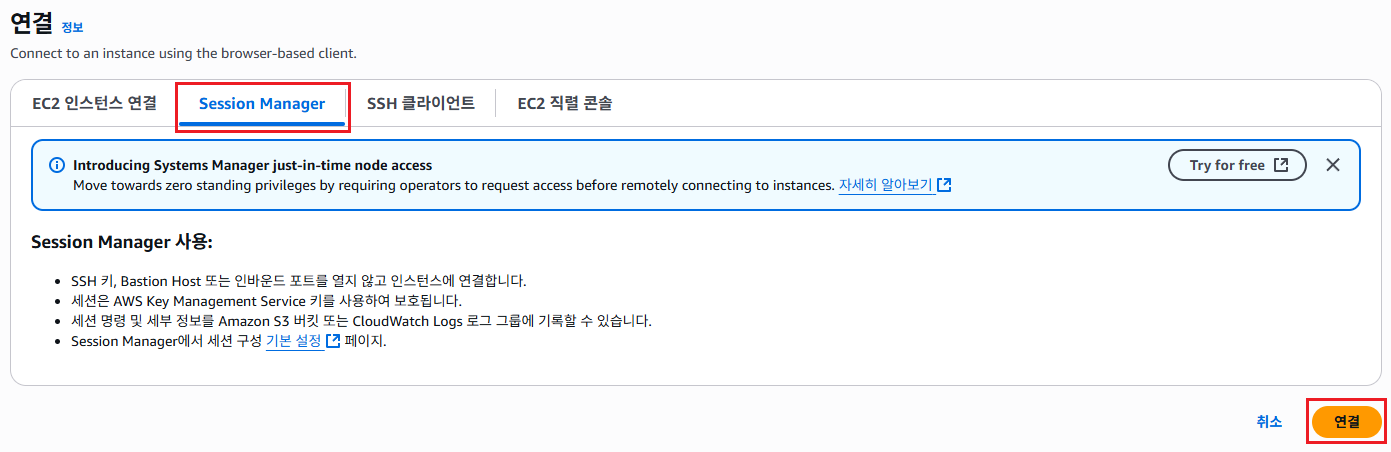 연결 정보
Connect to an instance using the browser-based client.
EC2 인스턴스 연결 Session Manager SSH 클라이언트 EC2 직렬 콘솔
Introducing Systems Manager just-in-time node access
Move towards zero standing privileges by requiring operators to request access before remotely connecting to instances. 자세히 알아보기
Try for free
Session Manager 사용:
• SSH 키, Bastion Host 또는 인바운드 포트를 열지 않고 인스턴스에 연결합니다.
• 세션은 AWS Key Management Service 키를 사용하여 보호됩니다.
• 세션 명령 및 세부 정보를 Amazon S3 버킷 또는 CloudWatch Logs 로그 그룹에 기록할 수 있습니다.
• Session Manager에서 세션 구성 기본 설정 페이지.
취소 연결